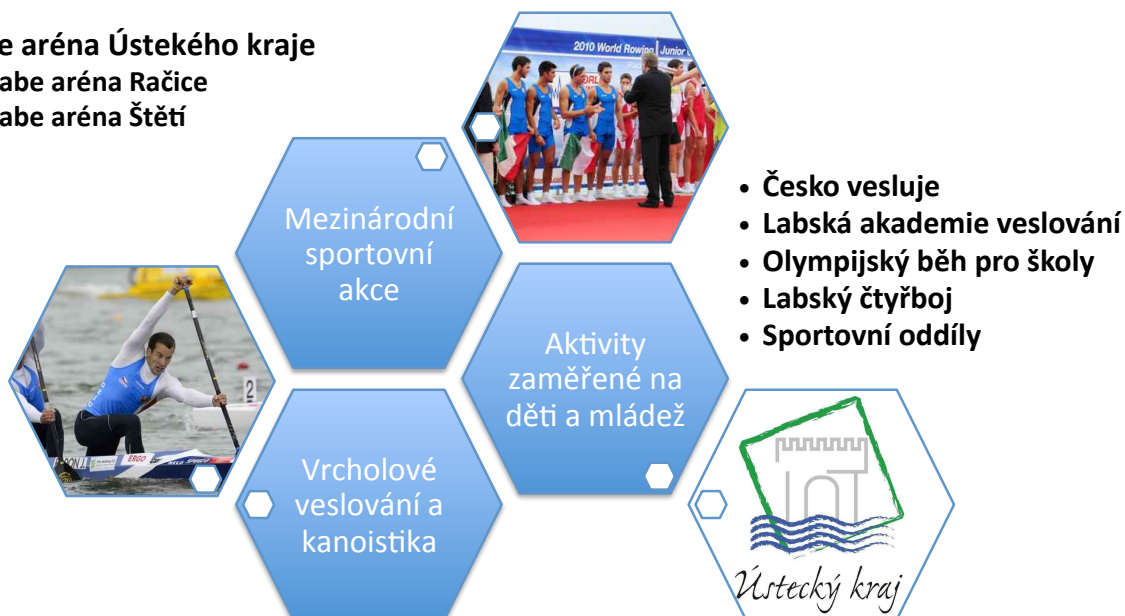 e aréna Ústekého kraje
abe aréna Račice
abe aréna Štětí
2010 World Rowing Junior
Mezinárodní
sportovní
akce
• Česko vesluje
• Labská akademie veslování
• Olympijský běh pro školy
• Labský čtyřboj
• Sportovní oddíly
Aktivity
zaměřené na
děti a mládež
2
ERGO
Vrcholové
veslování a
kanoistika
Ústecký kraj